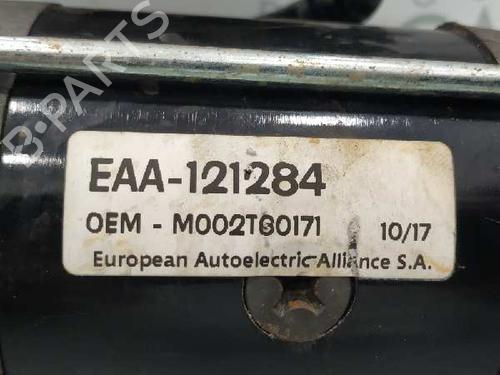 EAA-121284
OEM - M002T60171 10/17
European Autoelectric Alliance S.A.
B-PARTS